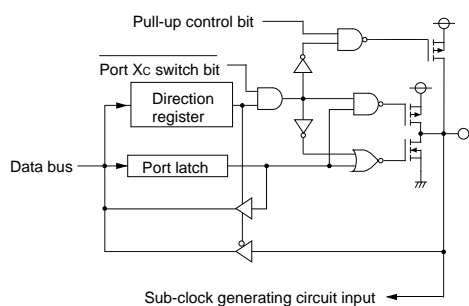 Pull-up control bit
Port XC switch bit
Direction
register
Data bus
Port latch
Sub-clock generating circuit input